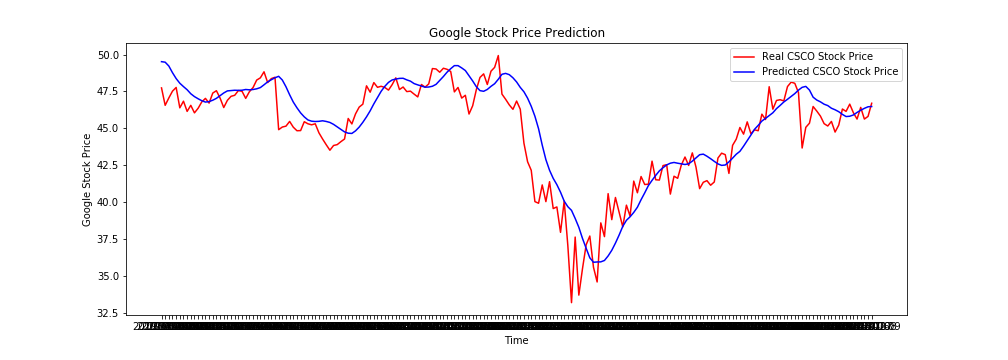 Google Stock Price Prediction
Real CSCO Stock Price
Predicted CSCO Stock Price
Google Stock Price
50.0
47.5
45.0
42.5
40.0
37.5
35.0
32.5
Time